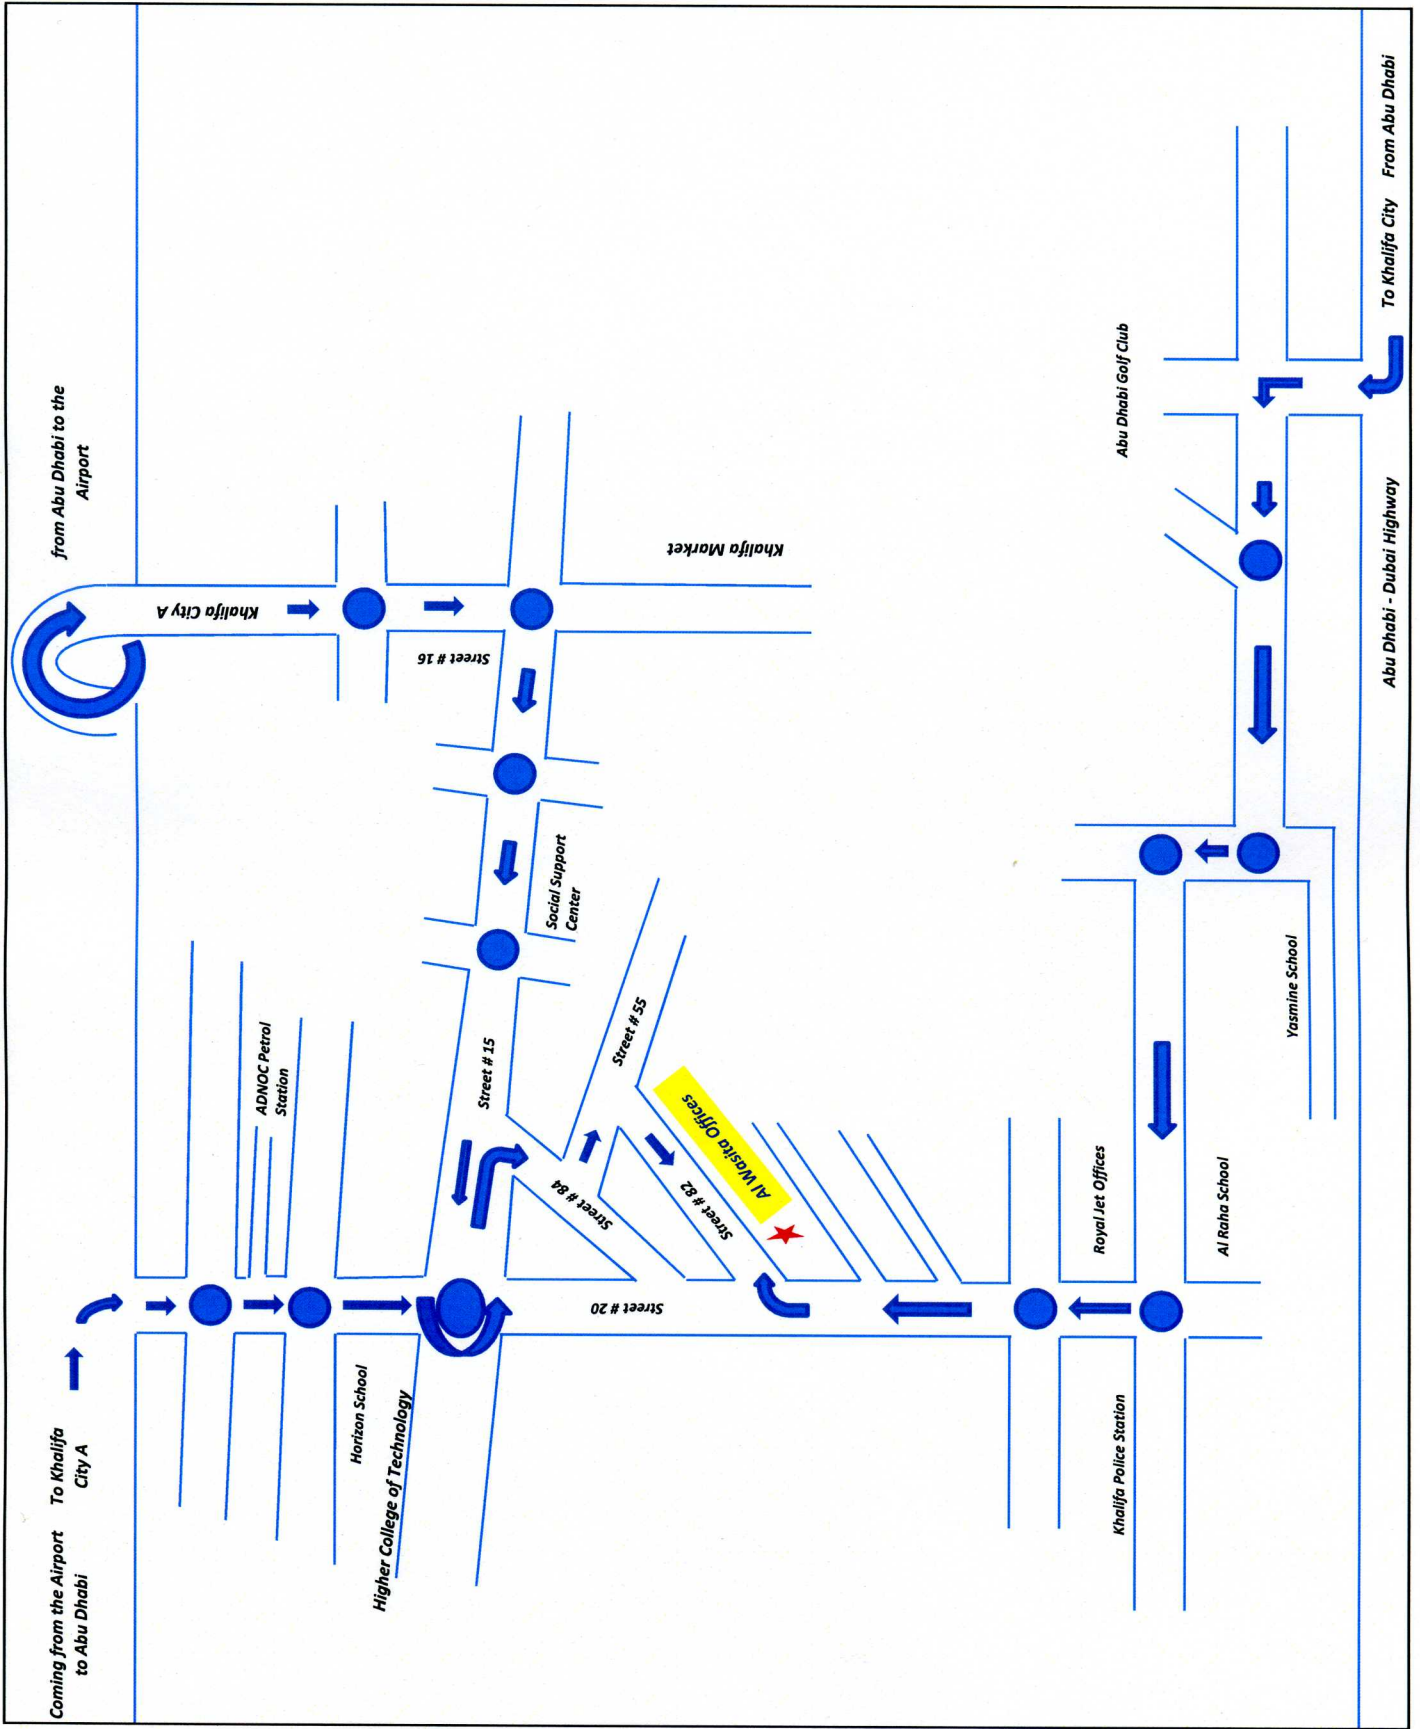 Coming from the Airport
to Abu Dhabi
To Khalifa
City A
from Abu Dhabi to the
Airport
Khalifa City A
Street # 16
Khalifa Market
ADNOC Petrol
Station
Horizon School
Higher College of Technology
Street # 15
Social Support
Center
Street # 55
Street # 84
Street # 82
Al Wasita Offices
Street # 20
Abu Dhabi Golf Club
Royal Jet Offices
Khalifa Police Station
Al Raha School
Yasmine School
Abu Dhabi - Dubai Highway
To Khalifa City
From Abu Dhabi